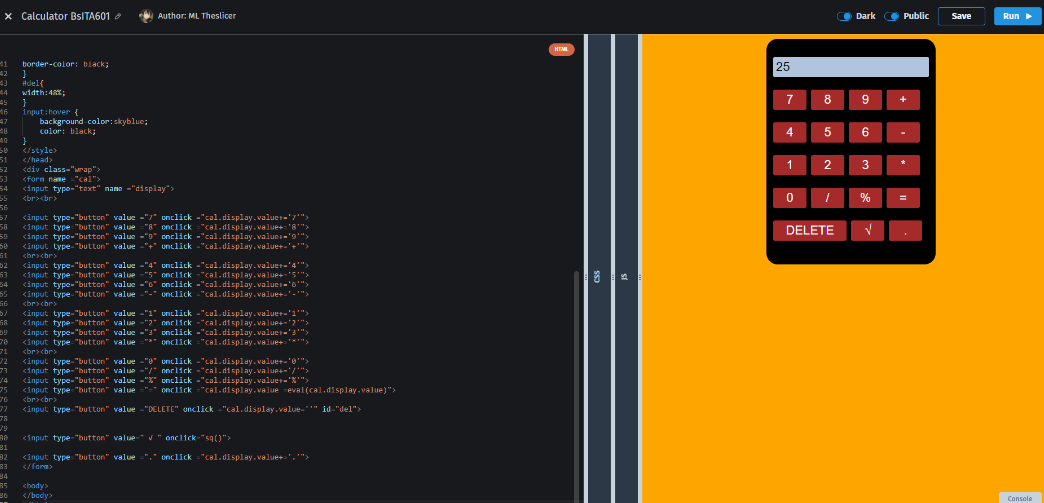 Calculator BsITA601
Author: ML Theslicer
Dark
Public
Save
Run
HTML
41 border-color: black;
42 }
43 #del{
44 width:48%;
45 }
46 input:hover {
47 background-color:skyblue;
48 color: black;
49 }
50 </style>
51 </head>
52 <div class="wrap">
53 <form name ="cal">
54 <input type="text" name ="display">
55 <br><br>
56
57 <input type="button" value ="7" onclick ="cal.display.value+='7'">
58 <input type="button" value ="8" onclick ="cal.display.value+='8'">
59 <input type="button" value ="9" onclick ="cal.display.value+='9'">
60 <input type="button" value ="+" onclick ="cal.display.value+='+'">
61 <br><br>
62 <input type="button" value ="4" onclick ="cal.display.value+='4'">
63 <input type="button" value ="5" onclick ="cal.display.value+='5'">
64 <input type="button" value ="6" onclick ="cal.display.value+='6'">
65 <input type="button" value ="-" onclick ="cal.display.value+='-'">
66 <br><br>
67 <input type="button" value ="1" onclick ="cal.display.value+='1'">
68 <input type="button" value ="2" onclick ="cal.display.value+='2'">
69 <input type="button" value ="3" onclick ="cal.display.value+='3'">
70 <input type="button" value ="*" onclick ="cal.display.value+='*'">
71 <br><br>
72 <input type="button" value ="0" onclick ="cal.display.value+='0'">
73 <input type="button" value ="/" onclick ="cal.display.value+='/'">
74 <input type="button" value ="%" onclick ="cal.display.value+='%'">
75 <input type="button" value ="=" onclick ="cal.display.value =eval(cal.display.value)">
76 <br><br>
77 <input type="button" value ="DELETE" onclick ="cal.display.value=''" id="del">
78
79
80 <input type="button" value=" √ " onclick="sq()">
81
82 <input type="button" value ="." onclick ="cal.display.value+='.'">
83 </form>
84
85 <body>
86 </body>
CSS
JS
25
7 8 9 +
4 5 6 -
1 2 3 *
0 / % =
DELETE √ .
Console